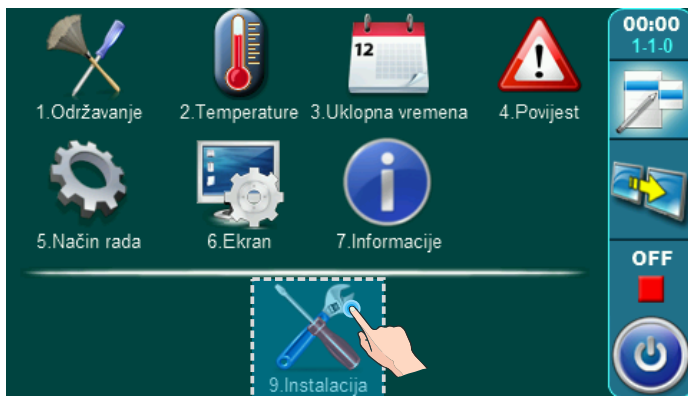 00:00
1-1-0
12
1.Održavanje
2.Temperature
3.Uklopna vremena
4.Povijest
5.Način rada
6.Ekran
7.Informacije
OFF
9.Instalacija